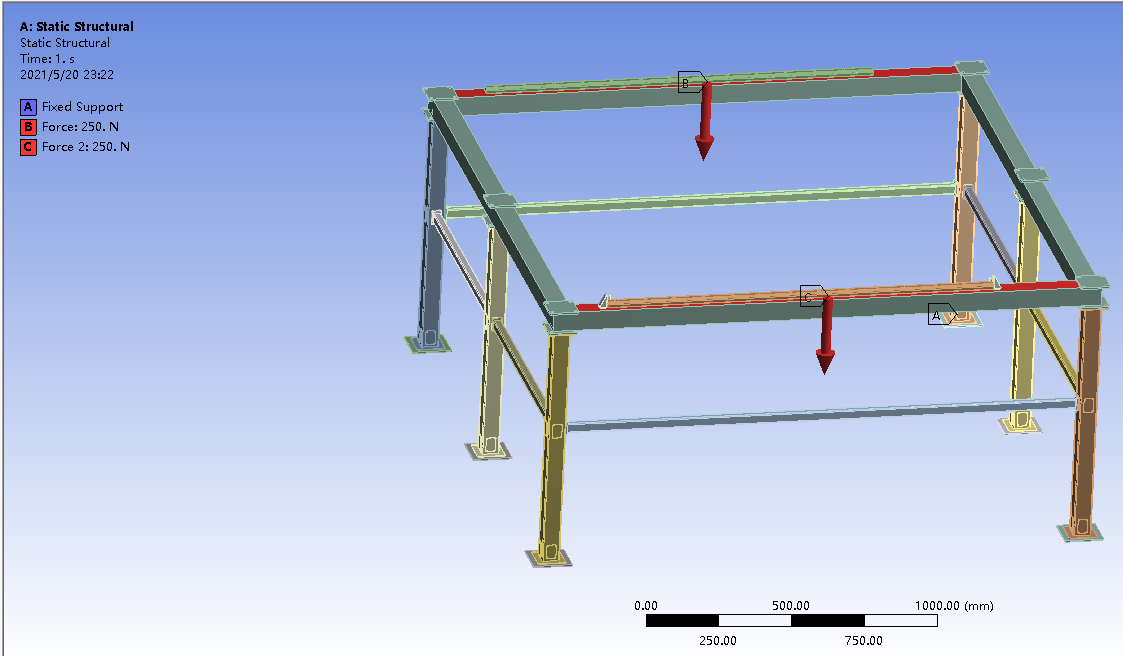 A: Static Structural
Static Structural
Time: 1. s
2021/5/20 23:22
A Fixed Support
B Force: 250. N
C Force 2: 250. N
B
C
A
0.00 500.00 1000.00 (mm)
250.00 750.00